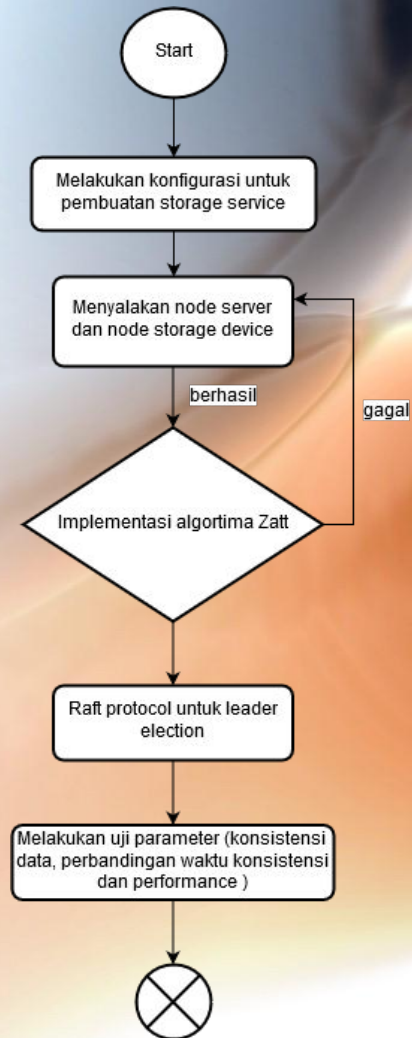 Start
Melakukan konfigurasi untuk
pembuatan storage service
Menyalakan node server
dan node storage device
berhasil
gagal
Implementasi algortima Zatt
Raft protocol untuk leader
election
Melakukan uji parameter (konsistensi
data, perbandingan waktu konsistensi
dan performance )